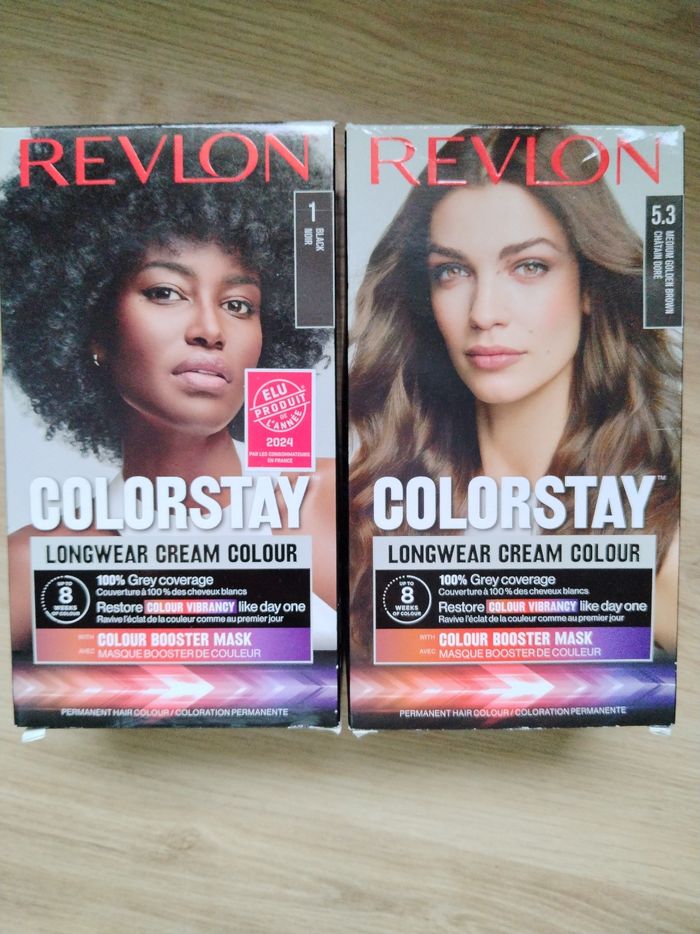 REVLON
1
BLACK
NOIR
ELU
PRODUIT
DE
L'ANNÉE
2024
PAR LES CONSOMMATEURS
EN FRANCE
COLORSTAY
LONGWEAR CREAM COLOUR
UP TO
8
WEEKS
OF COLOUR
100% Grey coverage
Couverture à 100 % des cheveux blancs
Restore COLOUR VIBRANCY like day one
Ravive l'éclat de la couleur comme au premier jour
WITH COLOUR BOOSTER MASK
AVEC MASQUE BOOSTER DE COULEUR
PERMANENT HAIR COLOUR / COLORATION PERMANENTE
REVLON
5.3
MEDIUM GOLDEN BROWN
CHÂTAIN DORÉ
COLORSTAY™
LONGWEAR CREAM COLOUR
UP TO
8
WEEKS
OF COLOUR
100% Grey coverage
Couverture à 100 % des cheveux blancs
Restore COLOUR VIBRANCY like day one
Ravive l'éclat de la couleur comme au premier jour
WITH COLOUR BOOSTER MASK
AVEC MASQUE BOOSTER DE COULEUR
PERMANENT HAIR COLOUR / COLORATION PERMANENTE